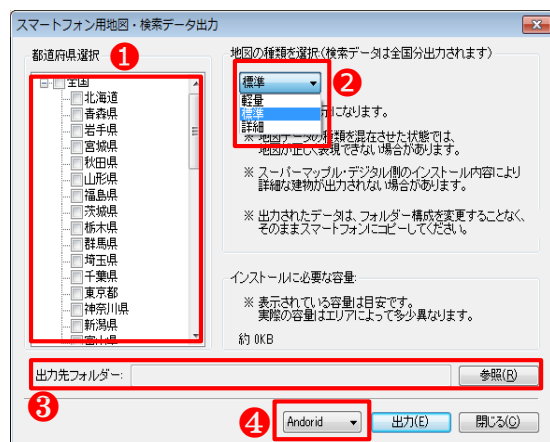 スマートフォン用地図・検索データ出力
都道府県選択
1
全国
北海道
青森県
岩手県
宮城県
秋田県
山形県
福島県
茨城県
栃木県
群馬県
埼玉県
千葉県
東京都
神奈川県
新潟県
富山県
地図の種類を選択:(検索データは全国分出力されます)
標準
2
軽量
標準
詳細
になります。
※ 地図データの種類を混在させた状態では、
地図が正しく表現できない場合があります。
※ スーパーマップル・デジタル側のインストール内容により
詳細な建物が出力されない場合があります。
※ 出力されたデータは、フォルダー構成を変更することなく、
そのままスマートフォンにコピーしてください。
インストールに必要な容量:
※ 表示されている容量は目安です。
実際の容量はエリアによって多少異なります。
約 0KB
出力先フォルダー:
参照(R)
3
4
Andorid
出力(E)
閉じる(C)